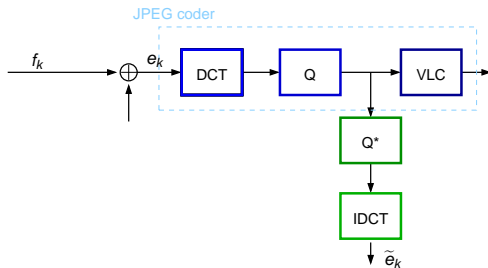 JPEG coder
f_k
e_k
DCT
Q
VLC
Q*
IDCT
ẽ_k